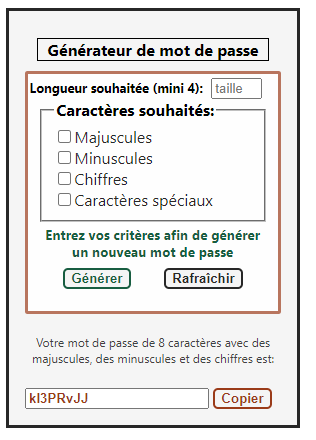 Générateur de mot de passe
Longueur souhaitée (mini 4): taille
Caractères souhaités:
Majuscules
Minuscules
Chiffres
Caractères spéciaux
Entrez vos critères afin de générer
un nouveau mot de passe
Générer Rafraîchir
Votre mot de passe de 8 caractères avec des
majuscules, des minuscules et des chiffres est:
kI3PRvJJ Copier